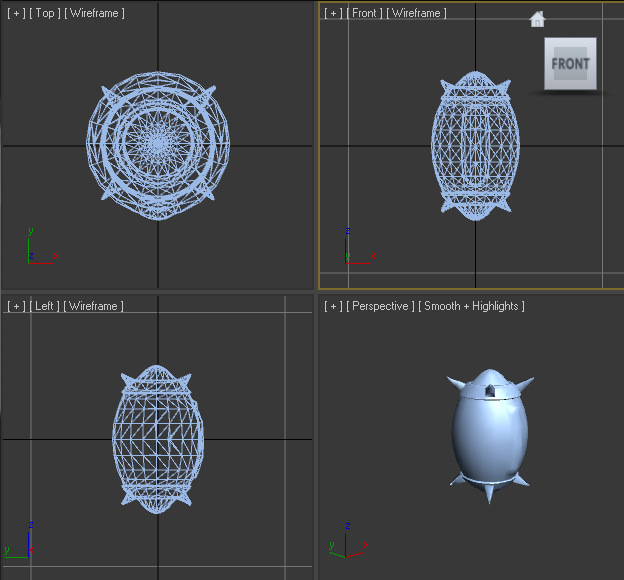 [ + ] [ Top ] [ Wireframe ]
[ + ] [ Front ] [ Wireframe ]
FRONT
y
z
x
z
y
x
[ + ] [ Left ] [ Wireframe ]
[ + ] [ Perspective ] [ Smooth + Highlights ]
z
y
x
z
y
x